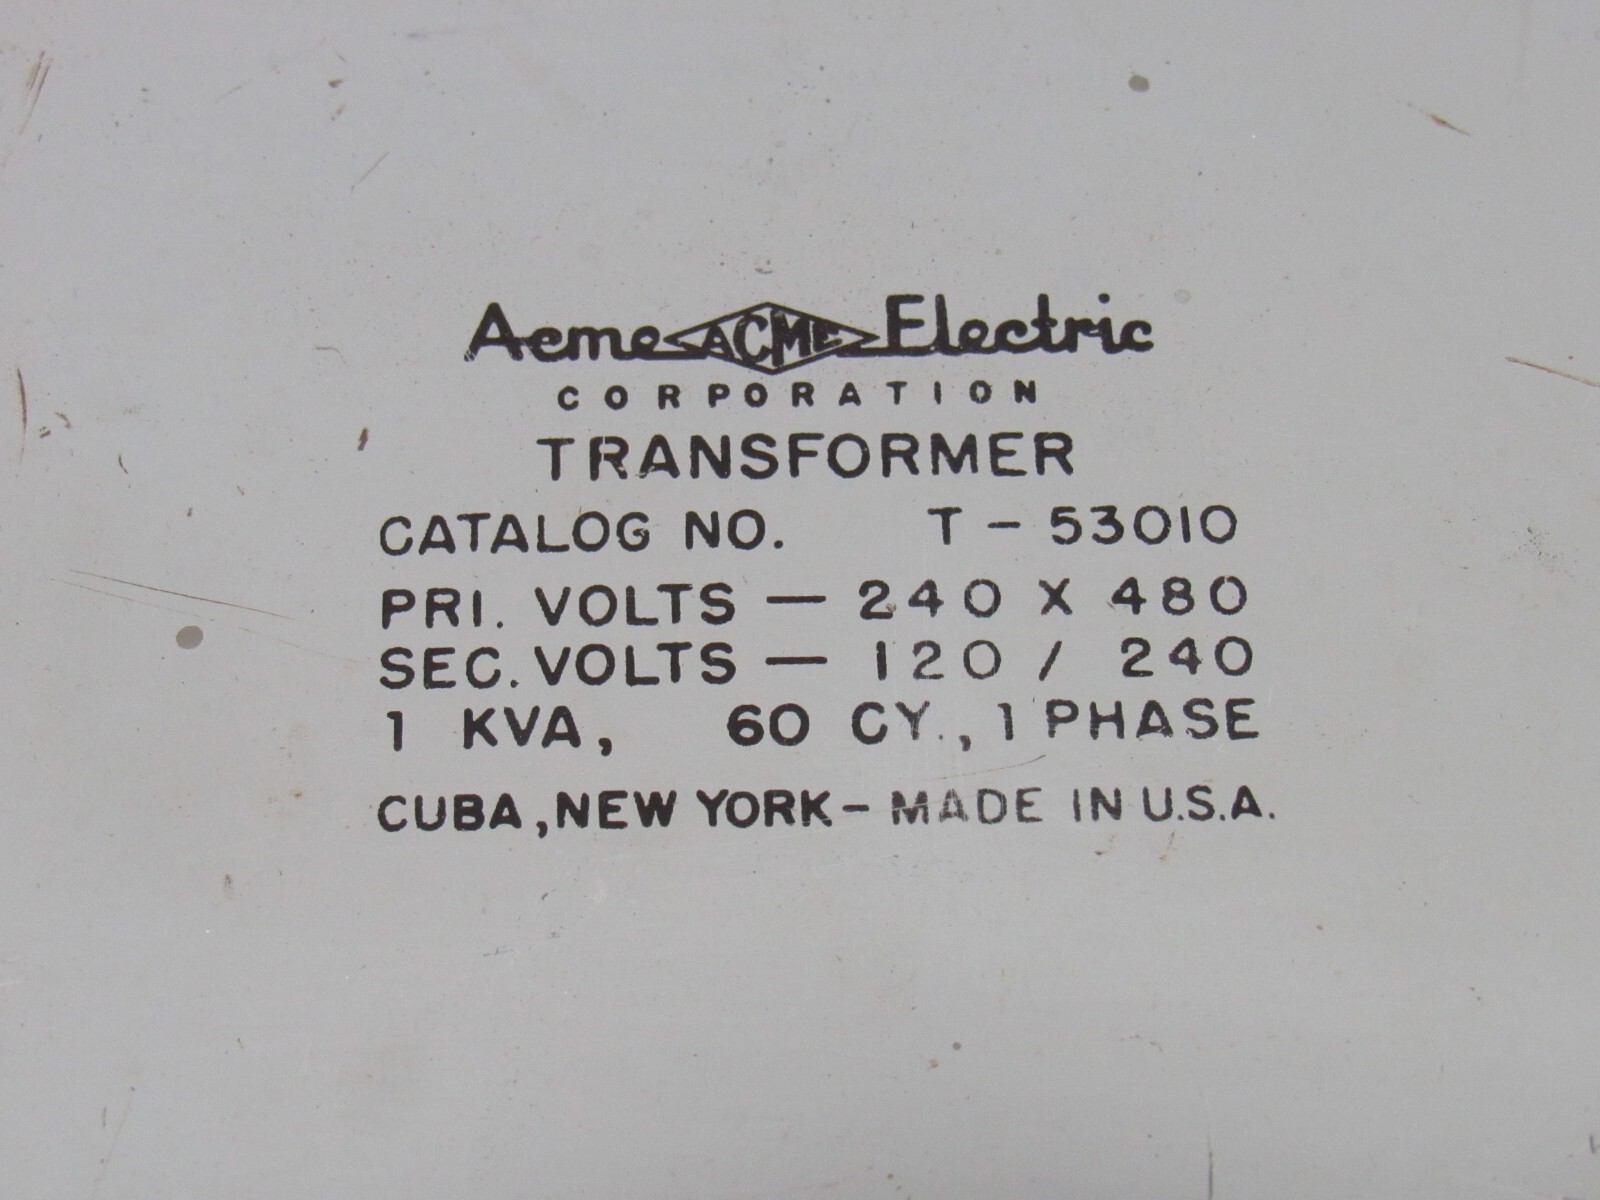 Acme ACME Electric
CORPORATION
TRANSFORMER
CATALOG NO. T - 53010
PRI. VOLTS — 240 X 480
SEC. VOLTS — 120 / 240
1 KVA, 60 CY., 1 PHASE
CUBA, NEW YORK - MADE IN U.S.A.